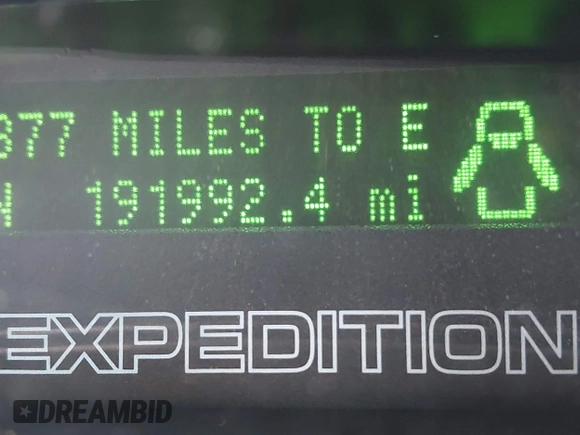 377 MILES TO E
N 191992.4 mi
EXPEDITION
DREAMBID